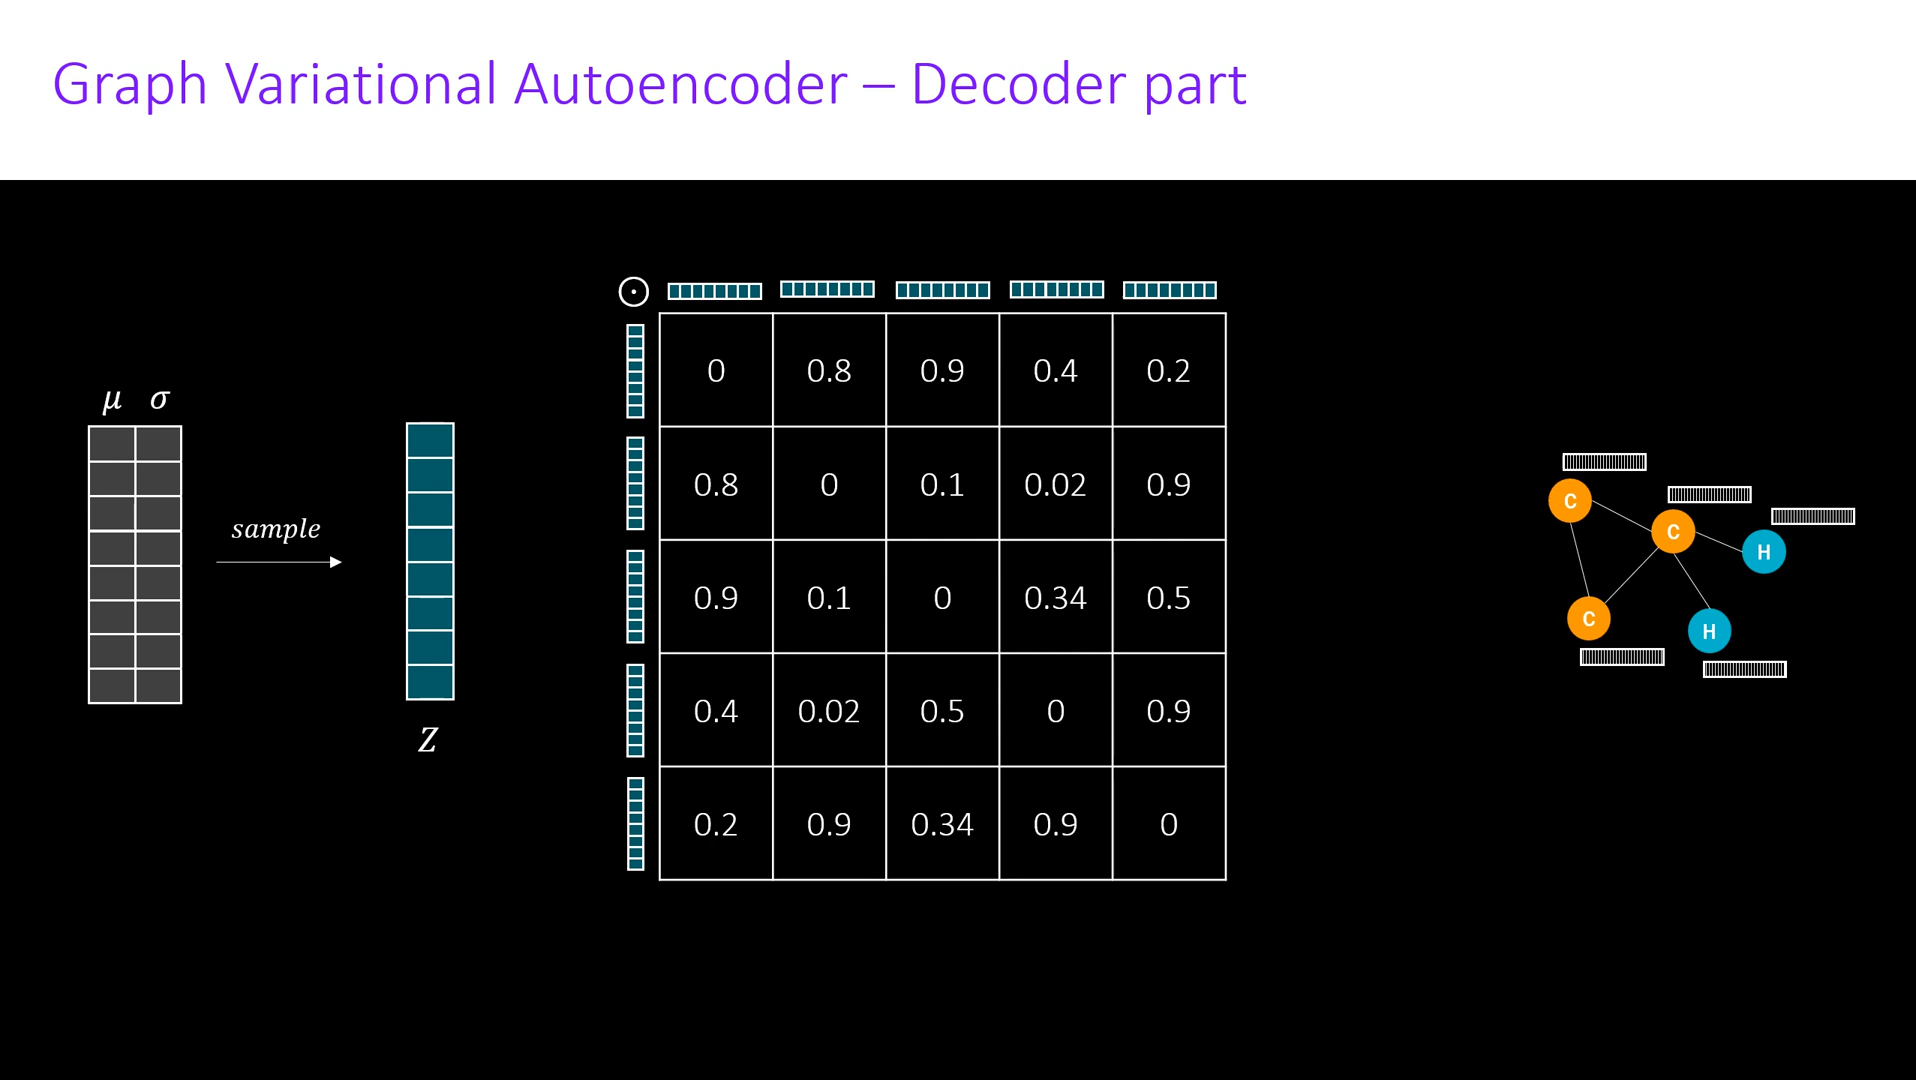 Graph Variational Autoencoder – Decoder part
μ σ
sample
Z
⊙
0 0.8 0.9 0.4 0.2
0.8 0 0.1 0.02 0.9
0.9 0.1 0 0.34 0.5
0.4 0.02 0.5 0 0.9
0.2 0.9 0.34 0.9 0
C
C
H
C
H